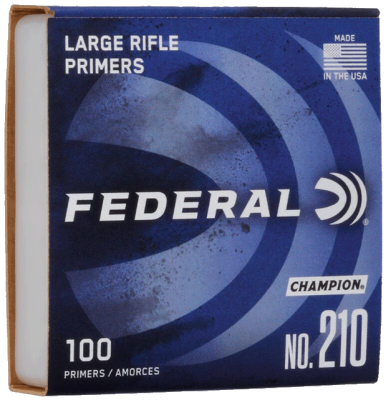 LARGE RIFLE
PRIMERS
MADE
IN THE USA
FEDERAL®
CHAMPION®
100
NO. 210
PRIMERS / AMORCES